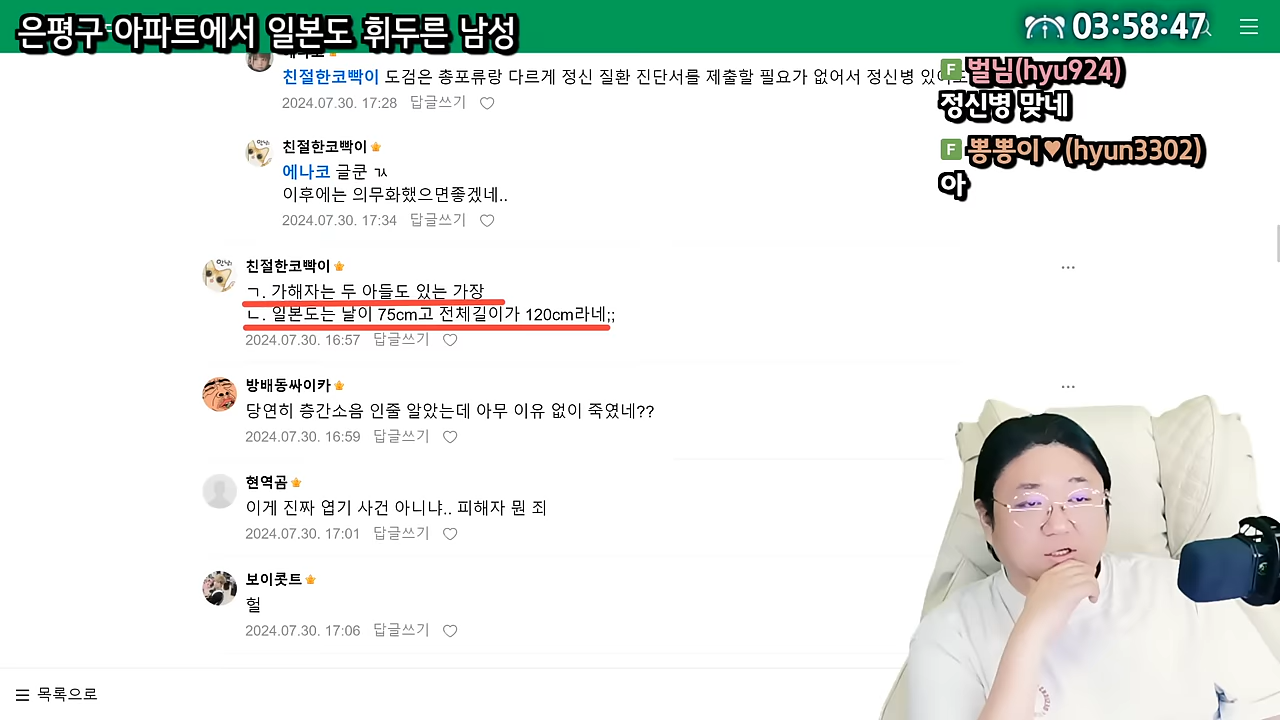 은평구 아파트에서 일본도 휘두른 남성
03:58:47
친절한코빡이 도검은 총포류랑 다르게 정신 질환 진단서를 제출할 필요가 없어서 정신병
2024.07.30. 17:28 답글쓰기
F 벌님(hyu924)
정신병 맞네
F 뽕뽕이♥(hyun3302)
아
친절한코빡이
에나코 글쿤 ㄳ
이후에는 의무화했으면좋겠네..
2024.07.30. 17:34 답글쓰기
친절한코빡이
ㄱ. 가해자는 두 아들도 있는 가장
ㄴ. 일본도는 날이 75cm고 전체길이가 120cm라네;;
2024.07.30. 16:57 답글쓰기
방배동싸이카
당연히 층간소음 인줄 알았는데 아무 이유 없이 죽였네??
2024.07.30. 16:59 답글쓰기
현역곰
이게 진짜 엽기 사건 아니냐.. 피해자 뭔 죄
2024.07.30. 17:01 답글쓰기
보이콧트
헐
2024.07.30. 17:06 답글쓰기
목록으로